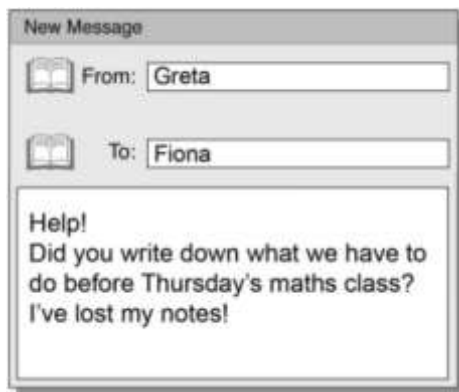 New Message
From: Greta
To: Fiona
Help!
Did you write down what we have to
do before Thursday's maths class?
I've lost my notes!